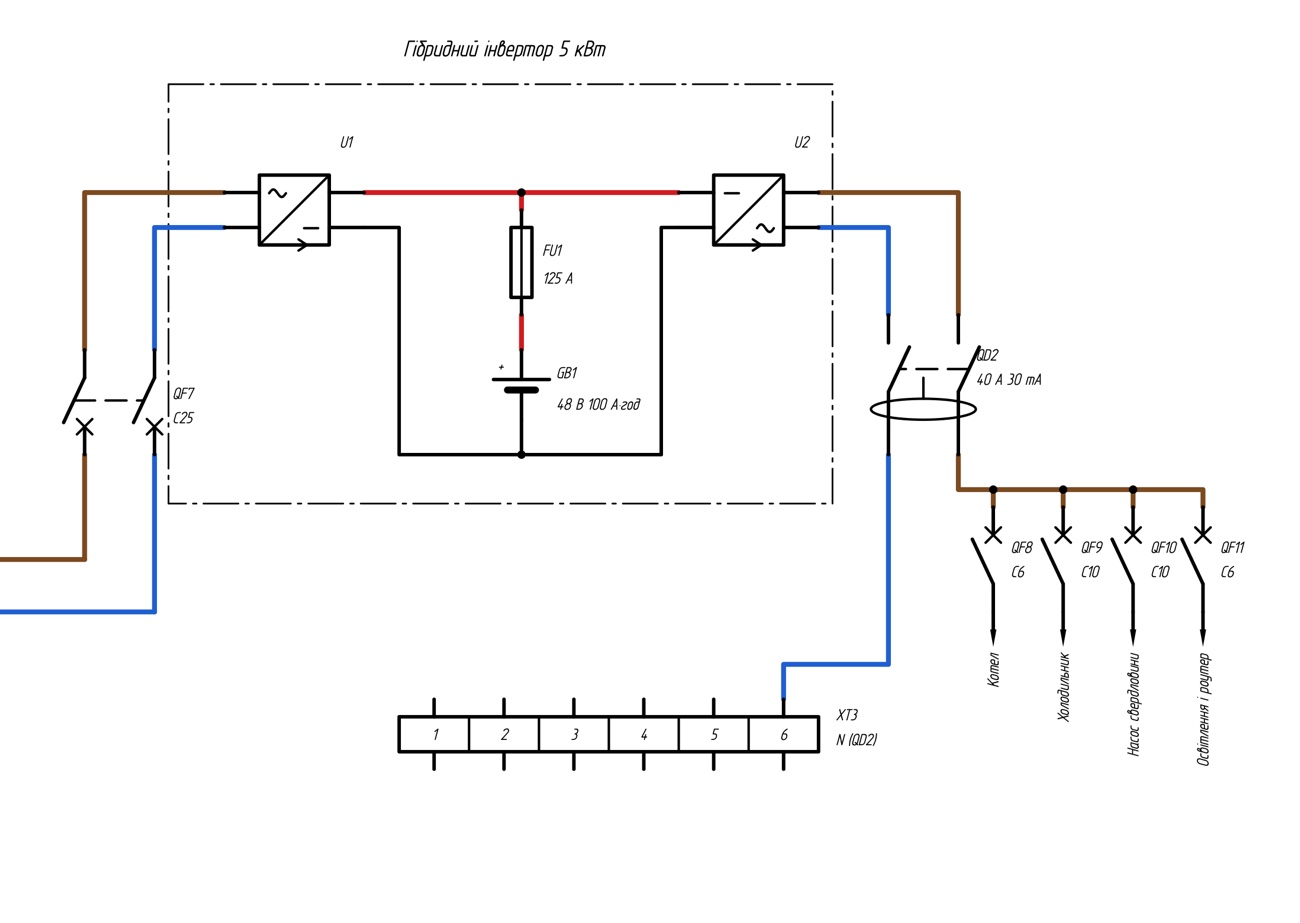 Гібридний інвертор 5 кВт
U1
U2
FU1
125 А
+
GB1
48 В 100 А·год
QF7
C25
QD2
40 А 30 mА
QF8
C6
QF9
C10
QF10
C10
QF11
C6
Котел
Холодильник
Насос свердловини
Освітлення і роутер
XT3
N (QD2)
1 2 3 4 5 6